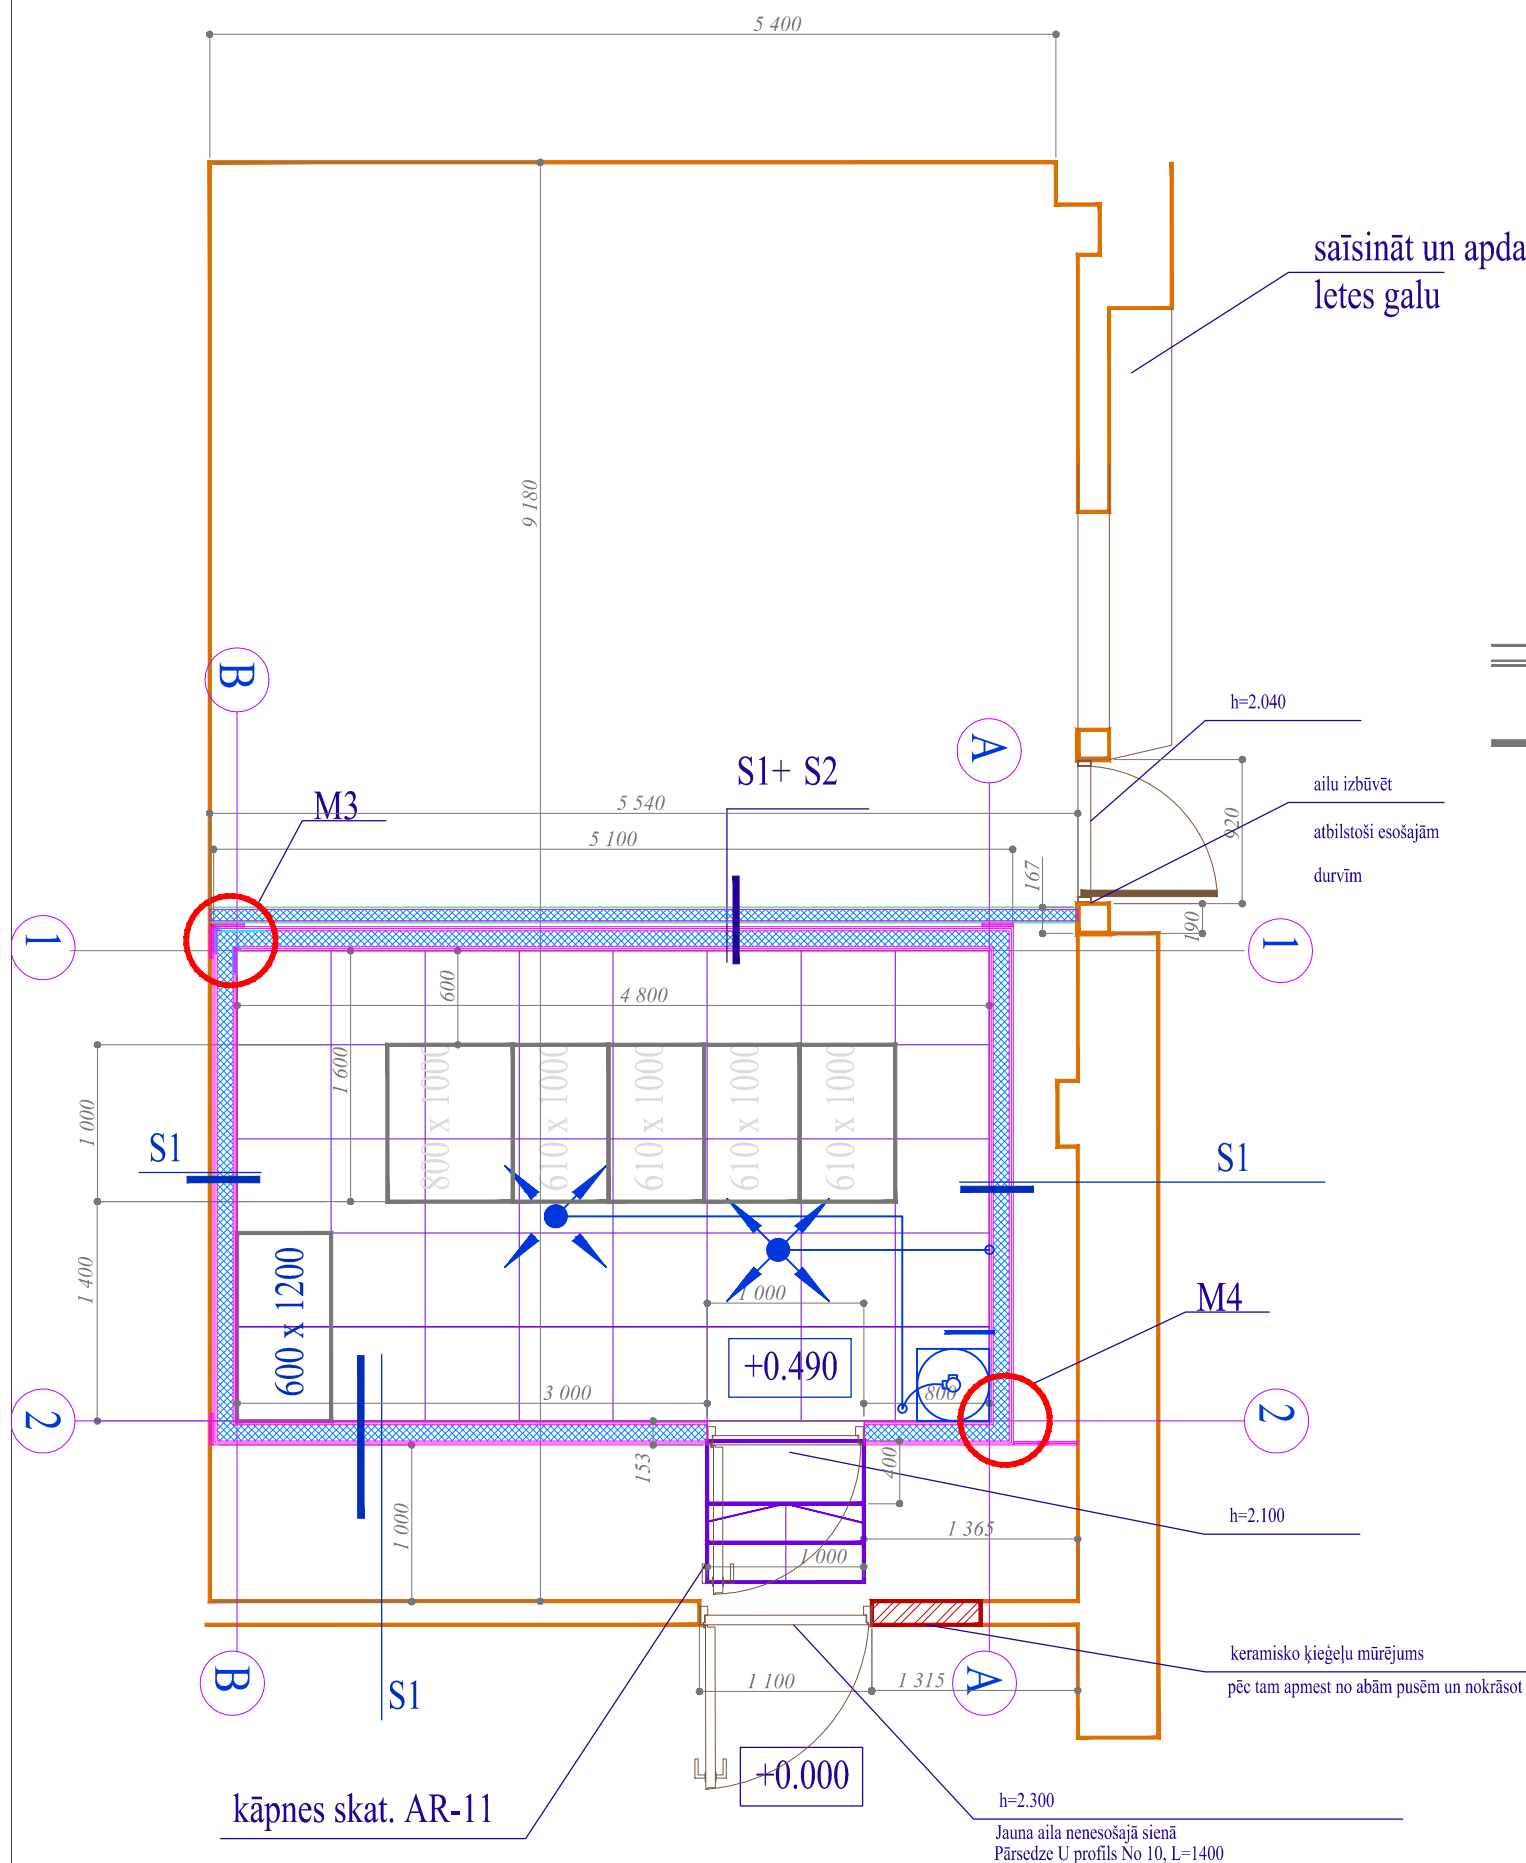 5 400
saīsināt un apda
letes galu
9 180
B
A
h=2.040
S1+ S2
ailu izbūvēt
atbilstoši esošajām
durvīm
M3
5 540
920
5 100
167
190
1
1
600
4 800
1 600
1 000
800 x 1000
610 x 1000
610 x 1000
610 x 1000
610 x 1000
S1
S1
1 400
600 x 1200
1 000
M4
+0.490
3 000
800
2
2
153
400
1 000
1 365
h=2.100
1 000
keramisko ķieģeļu mūrējums
pēc tam apmest no abām pusēm un nokrāsot
B
S1
1 100
1 315
A
+0.000
kāpnes skat. AR-11
h=2.300
Jauna aila nenesošajā sienā
Pārsedze U profils No 10, L=1400